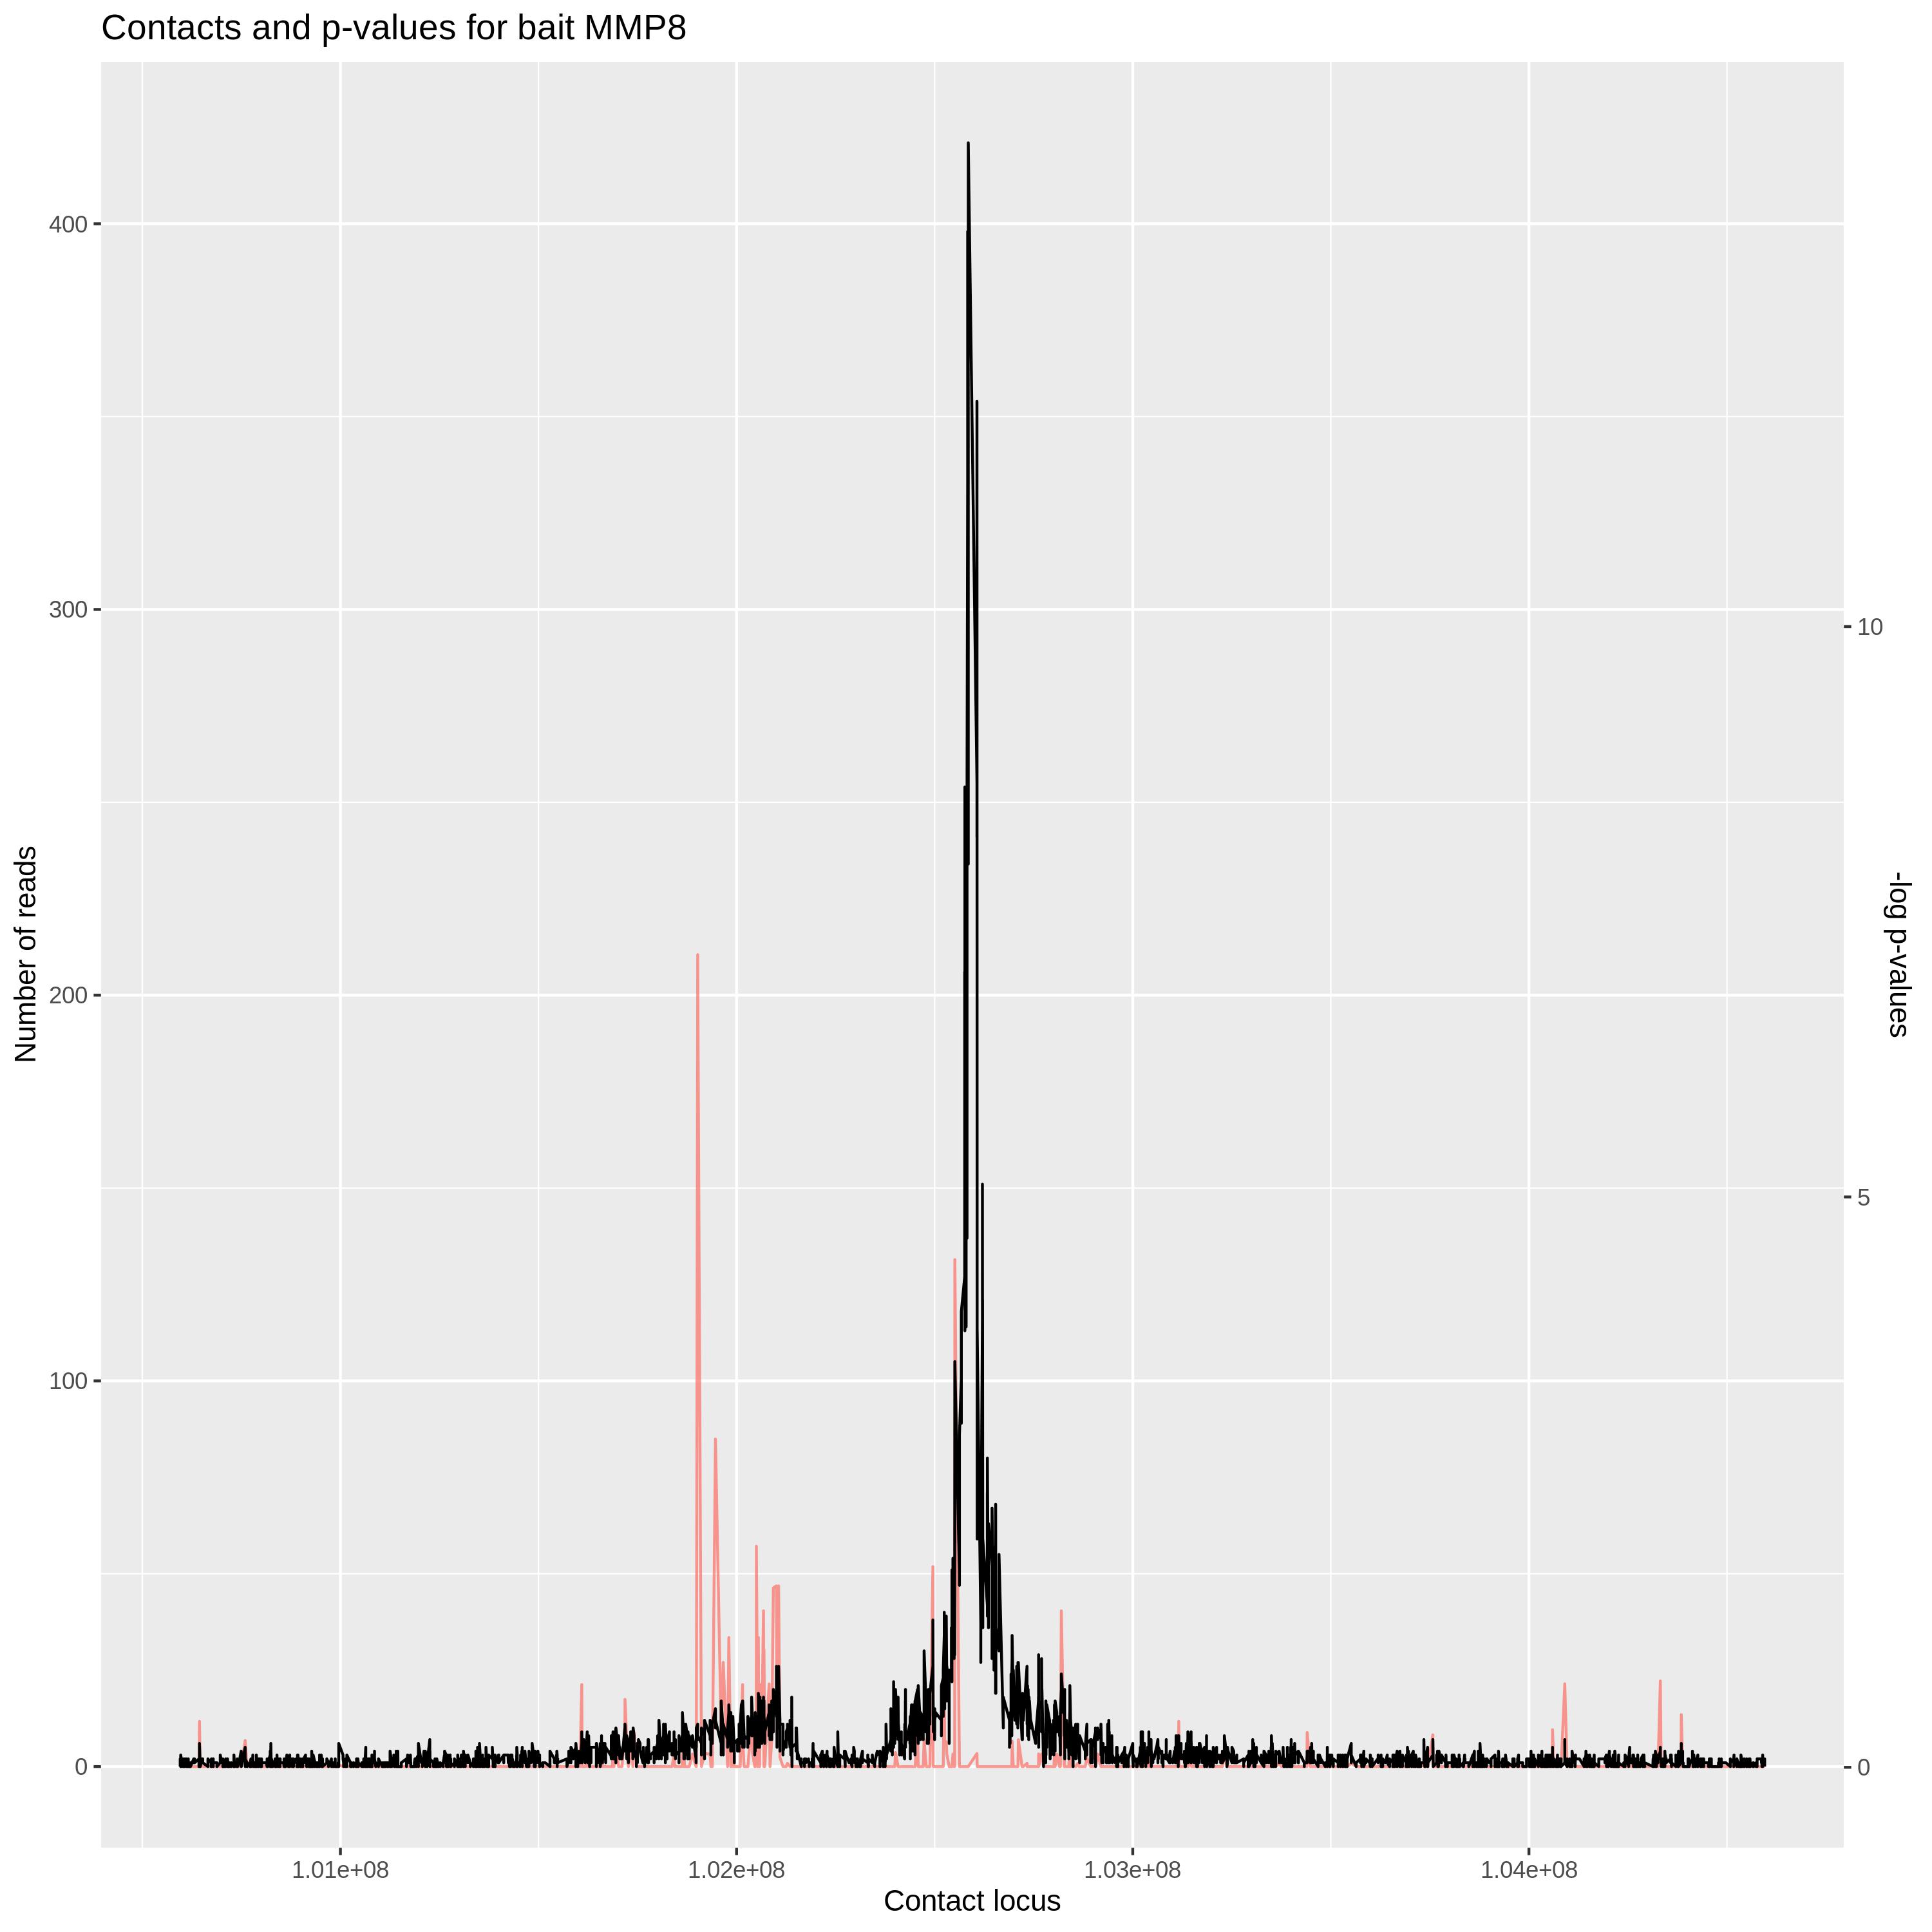 Contacts and p-values for bait MMP8
400
300
200
100
0
Number of reads
10
5
0
-log p-values
1.01e+08
1.02e+08
1.03e+08
1.04e+08
Contact locus